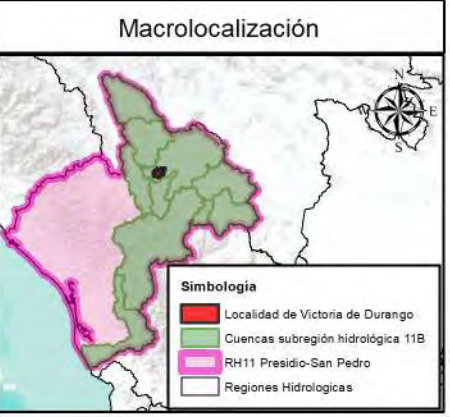 Macrolocalización
N
W E
S
Simbología
Localidad de Victoria de Durango
Cuencas subregión hidrológica 11B
RH11 Presidio-San Pedro
Regiones Hidrologicas